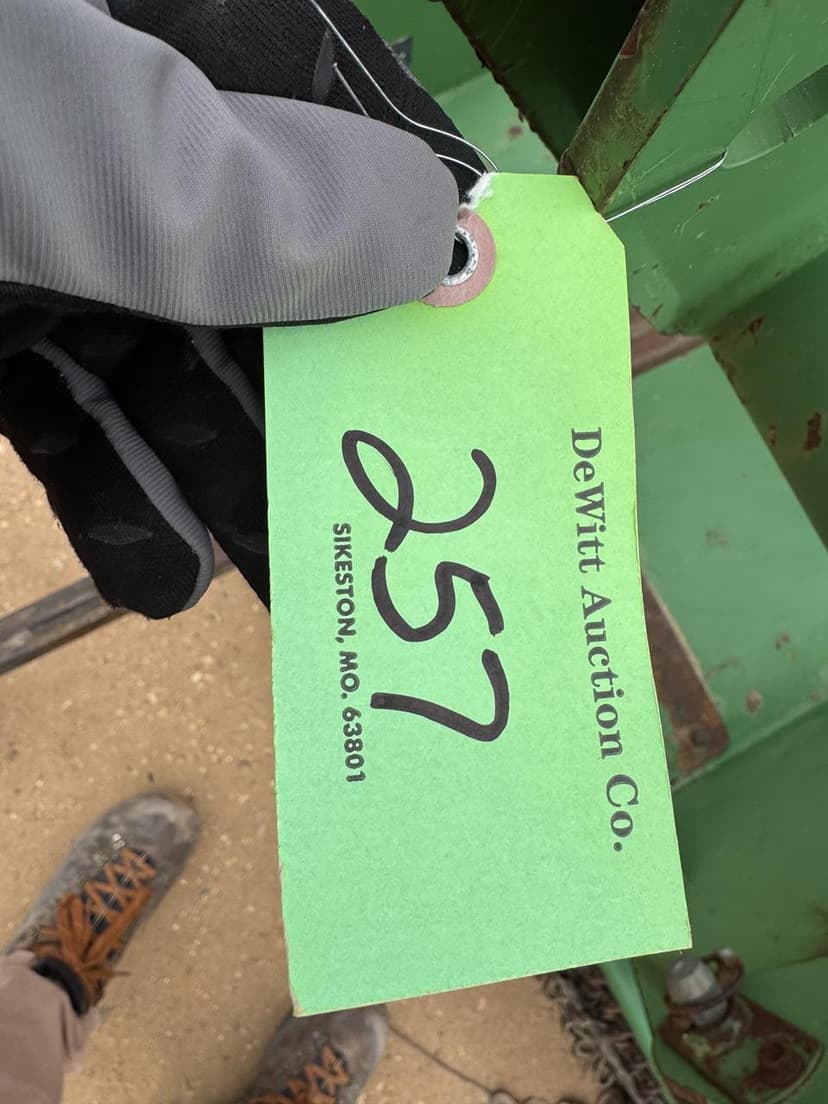 DeWitt Auction Co.
257
SIKESTON, MO. 63801